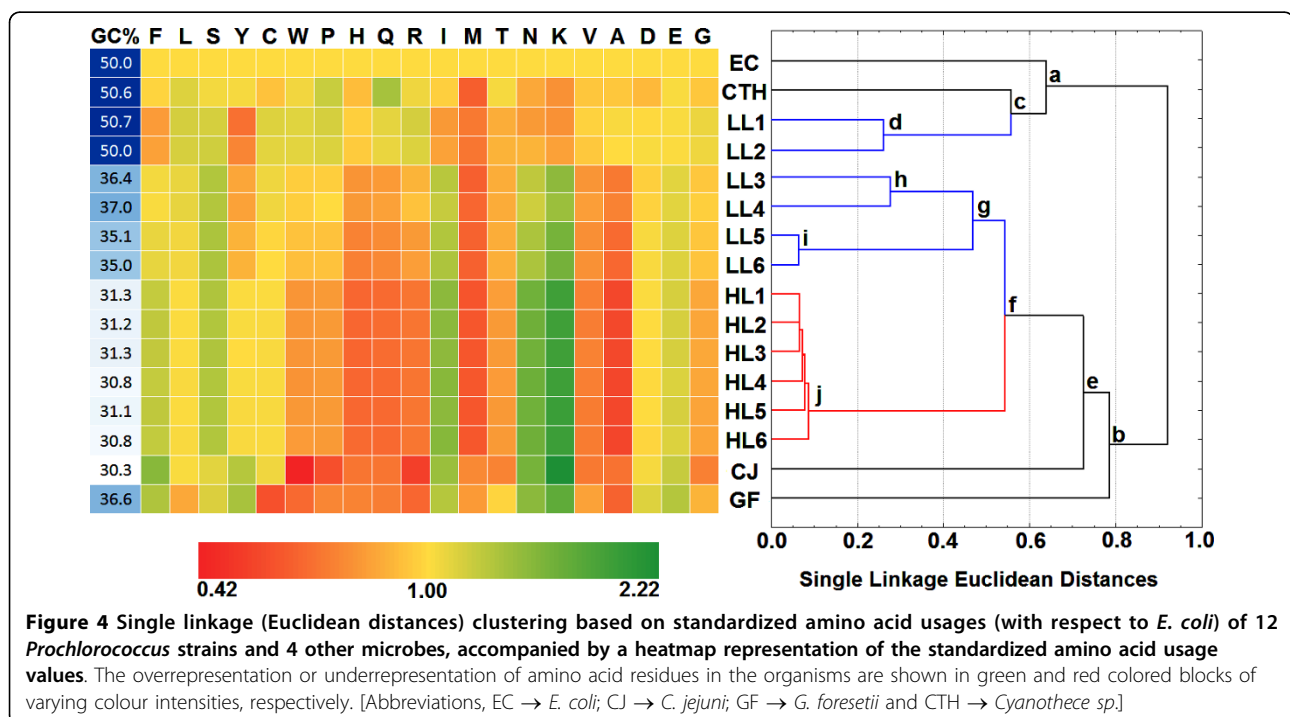 GC% F L S Y C W P H Q R I M T N K V A D E G
50.0 EC
50.6 CTH
50.7 LL1
50.0 LL2
36.4 LL3
37.0 LL4
35.1 LL5
35.0 LL6
31.3 HL1
31.2 HL2
31.3 HL3
30.8 HL4
31.1 HL5
30.8 HL6
30.3 CJ
36.6 GF
a
c
d
h
g
i
f
e
j
b
0.0 0.2 0.4 0.6 0.8 1.0
0.42 1.00 2.22
Single Linkage Euclidean Distances
Figure 4 Single linkage (Euclidean distances) clustering based on standardized amino acid usages (with respect to E. coli) of 12
Prochlorococcus strains and 4 other microbes, accompanied by a heatmap representation of the standardized amino acid usage
values. The overrepresentation or underrepresentation of amino acid residues in the organisms are shown in green and red colored blocks of
varying colour intensities, respectively. [Abbreviations, EC → E. coli; CJ → C. jejuni; GF → G. foresetii and CTH → Cyanothece sp.]